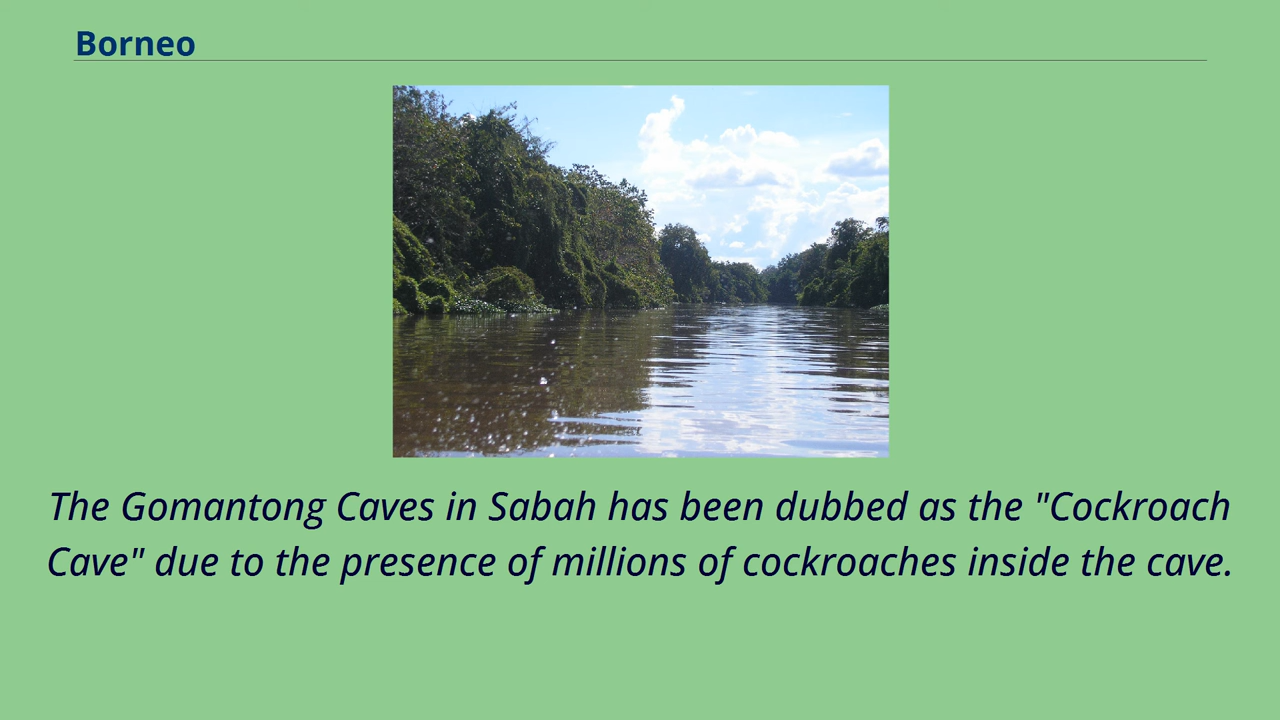 Borneo
The Gomantong Caves in Sabah has been dubbed as the "Cockroach
Cave" due to the presence of millions of cockroaches inside the cave.